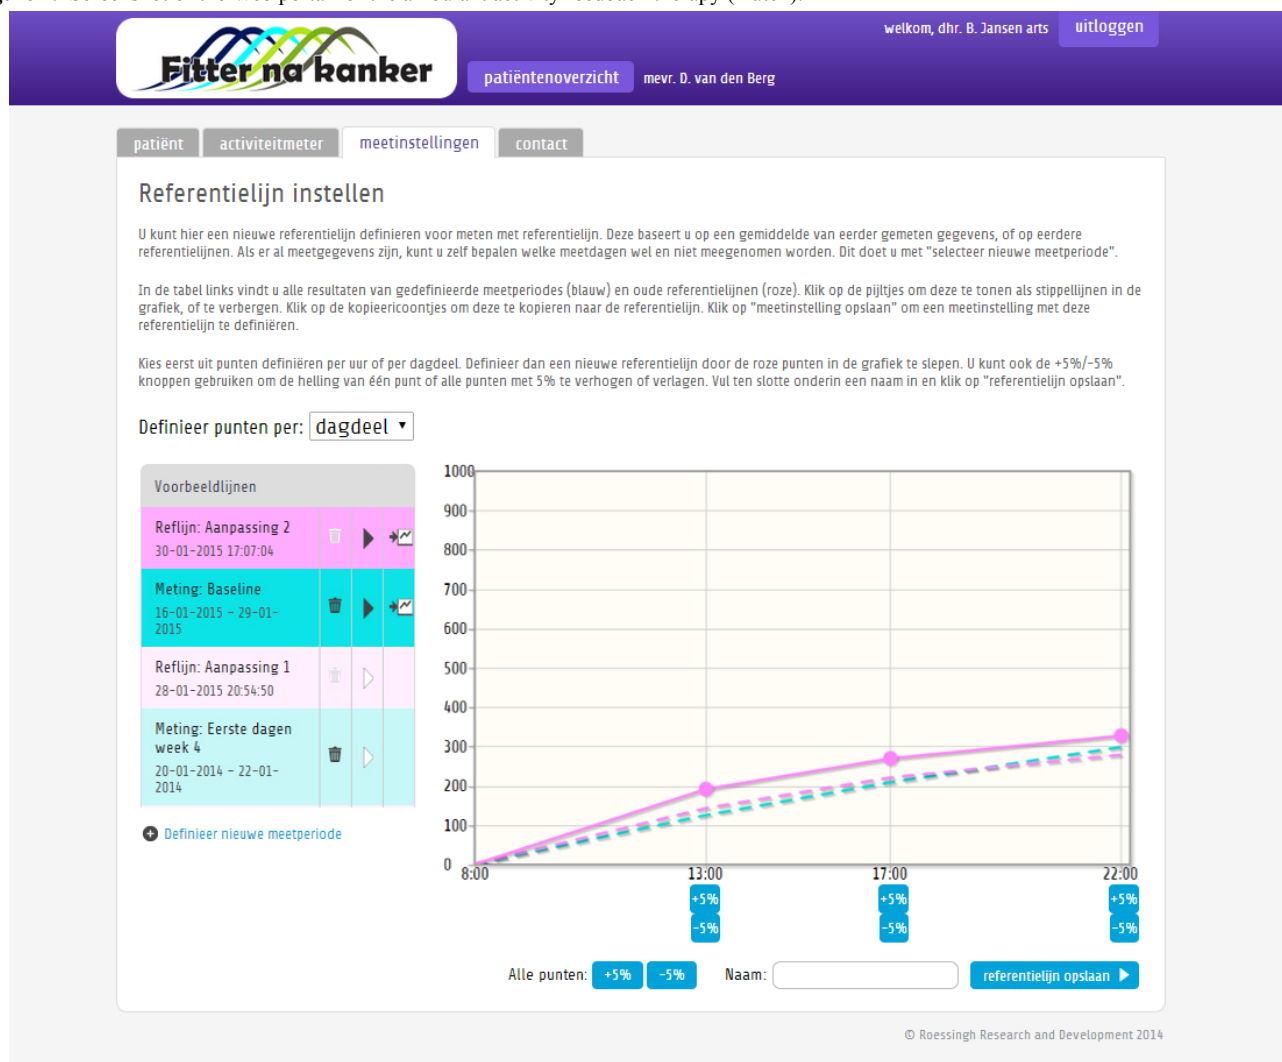 welkom, dhr. B. Jansen arts
uitloggen
Fitter na kanker
patiëntenoverzicht
mevr. D. van den Berg
patiënt
activiteitmeter
meetinstellingen
contact
Referentielijn instellen
U kunt hier een nieuwe referentielijn definieren voor meten met referentielijn. Deze baseert u op een gemiddelde van eerder gemeten gegevens, of op eerdere
referentielijnen. Als er al meetgegevens zijn, kunt u zelf bepalen welke meetdagen wel en niet meegenomen worden. Dit doet u met "selecteer nieuwe meetperiode".
In de tabel links vindt u alle resultaten van gedefinieerde meetperiodes (blauw) en oude referentielijnen (roze). Klik op de pijltjes om deze te tonen als stippellijnen in de
grafiek, of te verbergen. Klik op de kopieericoontjes om deze te kopieren naar de referentielijn. Klik op "meetinstelling opslaan" om een meetinstelling met deze
referentielijn te definiëren.
Kies eerst uit punten definiëren per uur of per dagdeel. Definieer dan een nieuwe referentielijn door de roze punten in de grafiek te slepen. U kunt ook de +5%/-5%
knoppen gebruiken om de helling van één punt of alle punten met 5% te verhogen of verlagen. Vul ten slotte onderin een naam in en klik op "referentielijn opslaan".
Definieer punten per: dagdeel
Voorbeeldlijnen
Reflijn: Aanpassing 2
30-01-2015 17:07:04
Meting: Baseline
16-01-2015 - 29-01-
2015
Reflijn: Aanpassing 1
28-01-2015 20:54:50
Meting: Eerste dagen
week 4
20-01-2014 - 22-01-
2014
Definieer nieuwe meetperiode
1000
900
800
700
600
500
400
300
200
100
0
8:00 13:00 17:00 22:00
+5% +5% +5%
-5% -5% -5%
Alle punten: +5% -5% Naam: referentielijn opslaan
© Roessingh Research and Development 2014